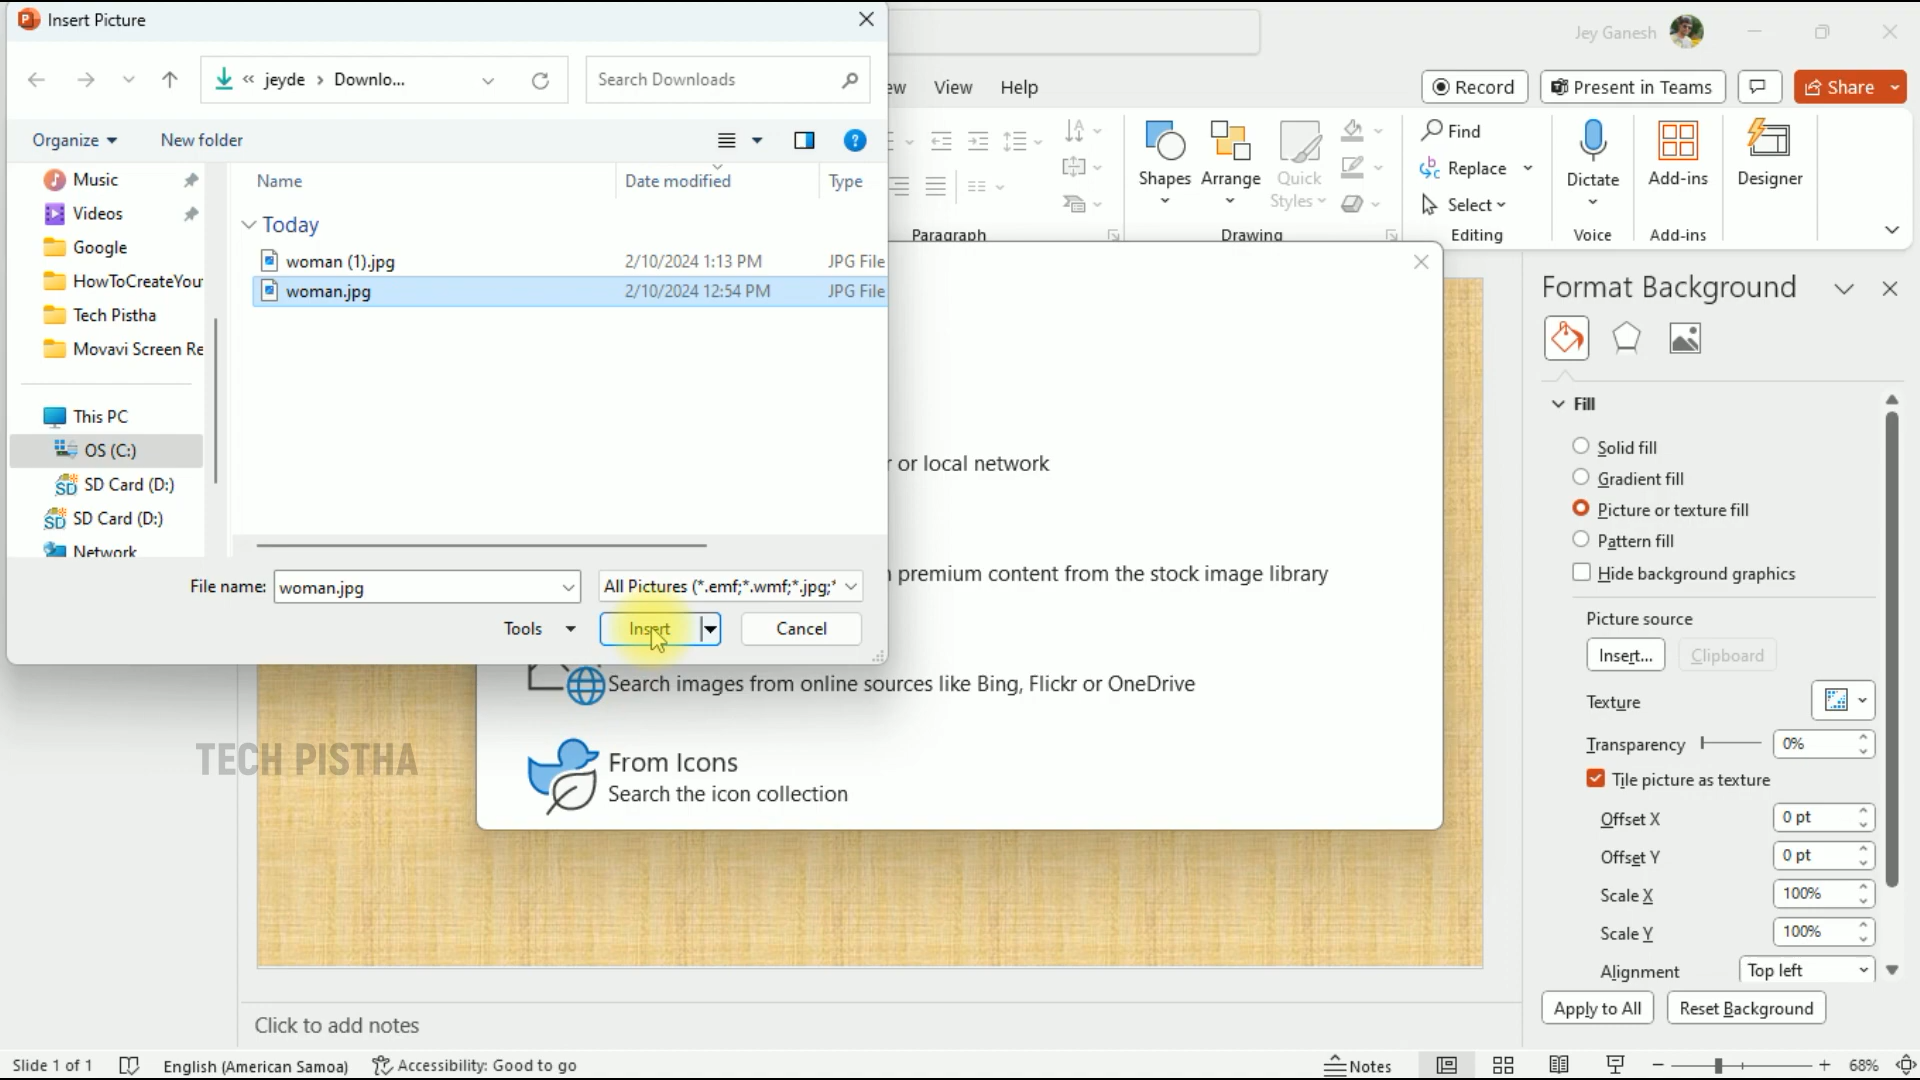 Insert Picture
Jey Ganesh
« jeyde > Downlo...
Search Downloads
View
Help
Record
Present in Teams
Share
Organize
New folder
Music
Videos
Google
HowToCreateYou
Tech Pistha
Movavi Screen Re
This PC
OS (C:)
SD Card (D:)
SD Card (D:)
Network
Name
Date modified
Type
Today
woman (1).jpg
2/10/2024 1:13 PM
JPG File
woman.jpg
2/10/2024 12:54 PM
JPG File
File name:
woman.jpg
All Pictures (*.emf;*.wmf;*.jpg;*
Tools
Insert
Cancel
Shapes
Arrange
Quick
Styles
Find
Replace
Select
Dictate
Add-ins
Designer
Paragraph
Drawing
Editing
Voice
Add-ins
or local network
premium content from the stock image library
Search images from online sources like Bing, Flickr or OneDrive
From Icons
Search the icon collection
TECH PISTHA
Format Background
Fill
Solid fill
Gradient fill
Picture or texture fill
Pattern fill
Hide background graphics
Picture source
Insert...
Clipboard
Texture
Transparency
0%
Tile picture as texture
Offset X
0 pt
Offset Y
0 pt
Scale X
100%
Scale Y
100%
Alignment
Top left
Apply to All
Reset Background
Click to add notes
Slide 1 of 1
English (American Samoa)
Accessibility: Good to go
Notes
68%